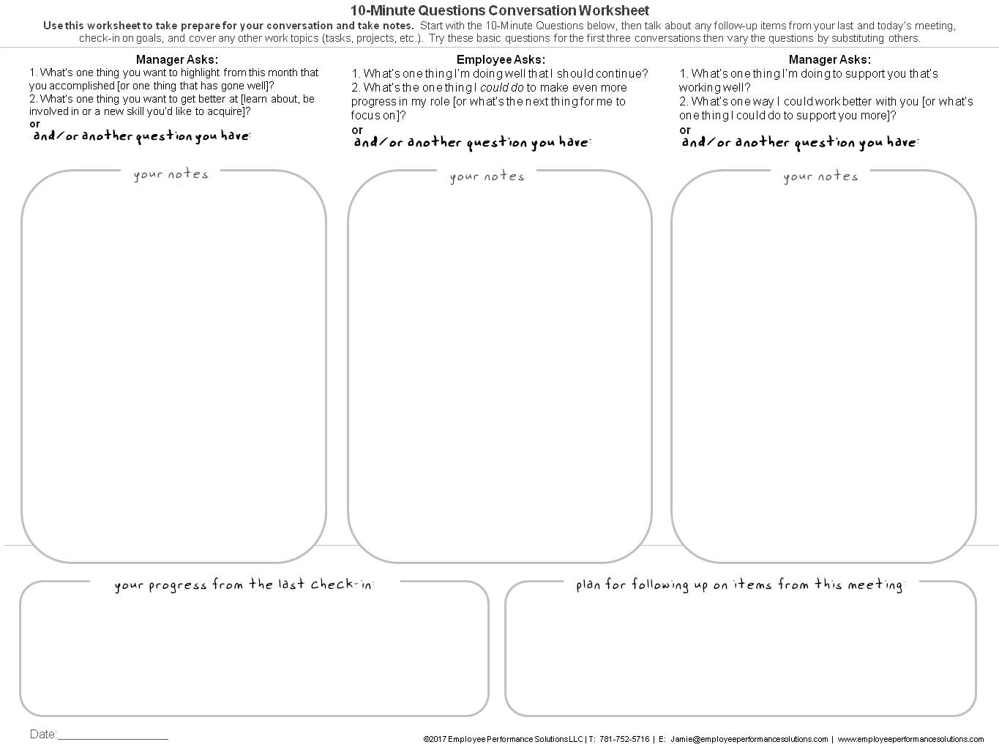 10-Minute Questions Conversation Worksheet
Use this worksheet to take prepare for your conversation and take notes. Start with the 10-Minute Questions below, then talk about any follow-up items from your last and today's meeting,
check-in on goals, and cover any other work topics (tasks, projects, etc.). Try these basic questions for the first three conversations then vary the questions by substituting others.
Manager Asks:
1. What's one thing you want to highlight from this month that
you accomplished [or one thing that has gone well]?
2. What's one thing you want to get better at [learn about, be
involved in or a new skill you'd like to acquire]?
or
and/or another question you have:
your notes
Employee Asks:
1. What's one thing I'm doing well that I should continue?
2. What's the one thing I could do to make even more
progress in my role [or what's the next thing for me to
focus on]?
or
and/or another question you have:
your notes
Manager Asks:
1. What's one thing I'm doing to support you that's
working well?
2. What's one way I could work better with you [or what's
one thing I could do to support you more]?
or
and/or another question you have:
your notes
your progress from the last check-in:
plan for following up on items from this meeting:
Date:__________________
©2017 Employee Performance Solutions LLC | T: 781-752-5716 | E: Jamie@employeeperformancesolutions.com | www.employeeperformancesolutions.com